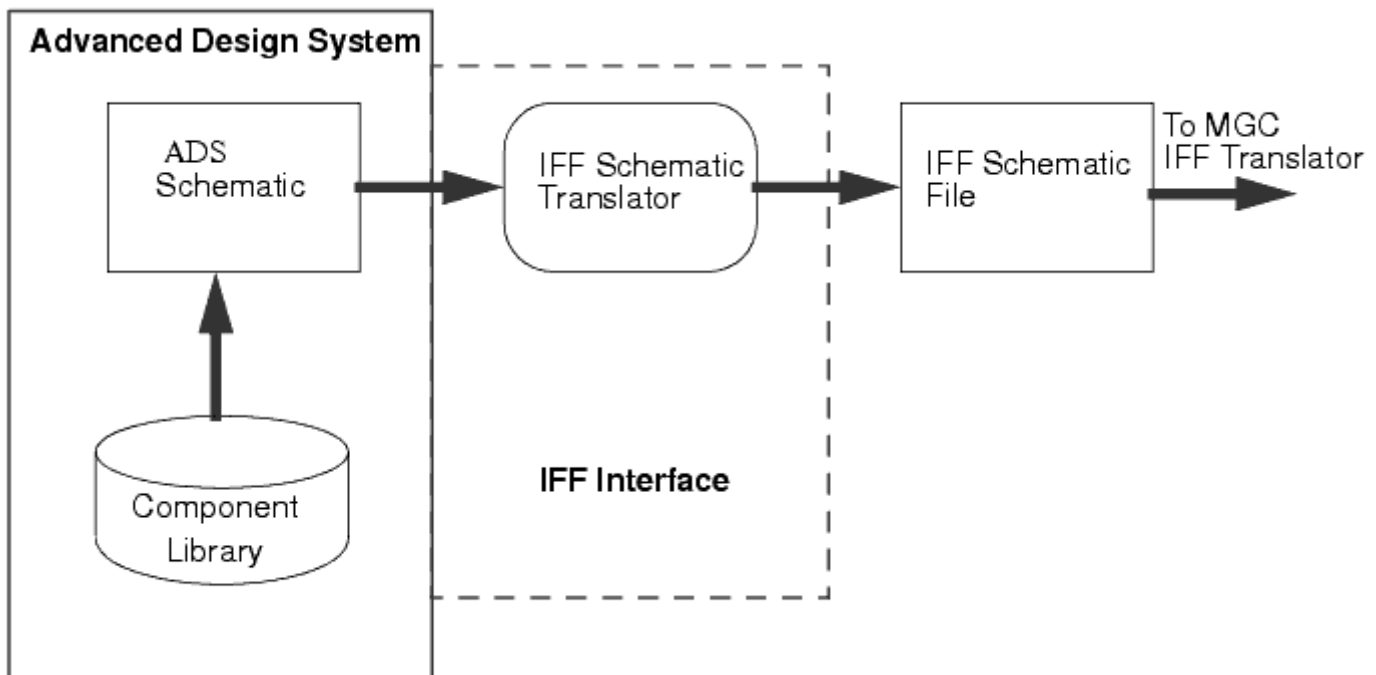 Advanced Design System
ADS
Schematic
IFF Schematic
Translator
IFF Schematic
File
To MGC
IFF Translator
Component
Library
IFF Interface